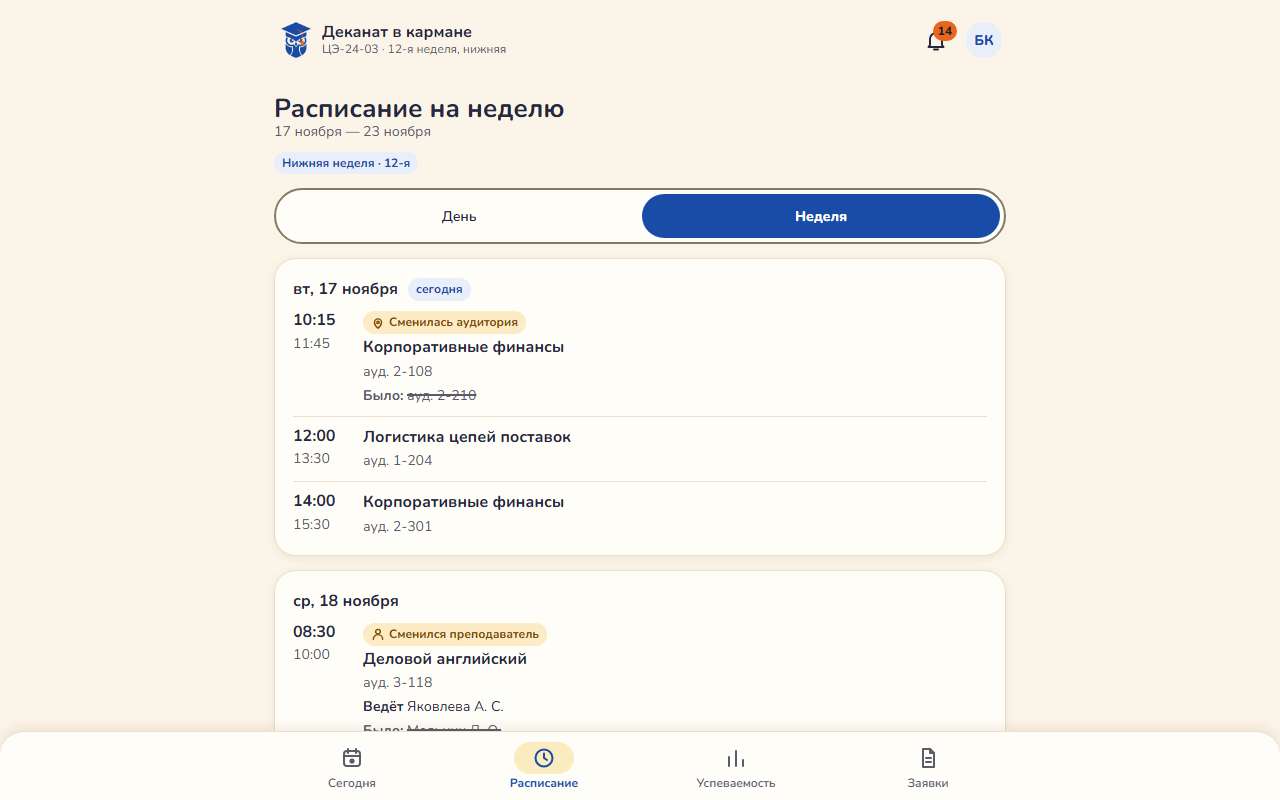 Деканат в кармане
ЦЭ-24-03 · 12-я неделя, нижняя
14
БК
Расписание на неделю
17 ноября — 23 ноября
Нижняя неделя · 12-я
День
Неделя
вт, 17 ноября
сегодня
10:15
11:45
Сменилась аудитория
Корпоративные финансы
ауд. 2-108
Было: ауд. 2-210
12:00
13:30
Логистика цепей поставок
ауд. 1-204
14:00
15:30
Корпоративные финансы
ауд. 2-301
ср, 18 ноября
08:30
10:00
Сменился преподаватель
Деловой английский
ауд. 3-118
Ведёт Яковлева А. С.
Было:
Сегодня
Расписание
Успеваемость
Заявки